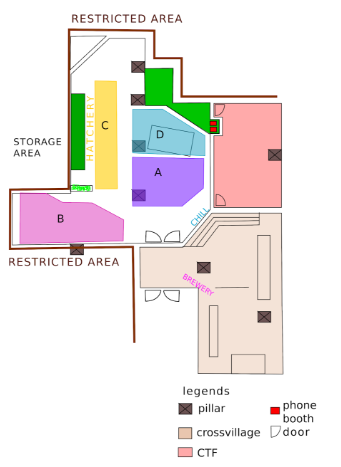 RESTRICTED AREA
HATCHERY
C
D
STORAGE
AREA
A
B
CHILL
RESTRICTED AREA
BREWERY
legends
pillar
phone
booth
crossvillage
door
CTF